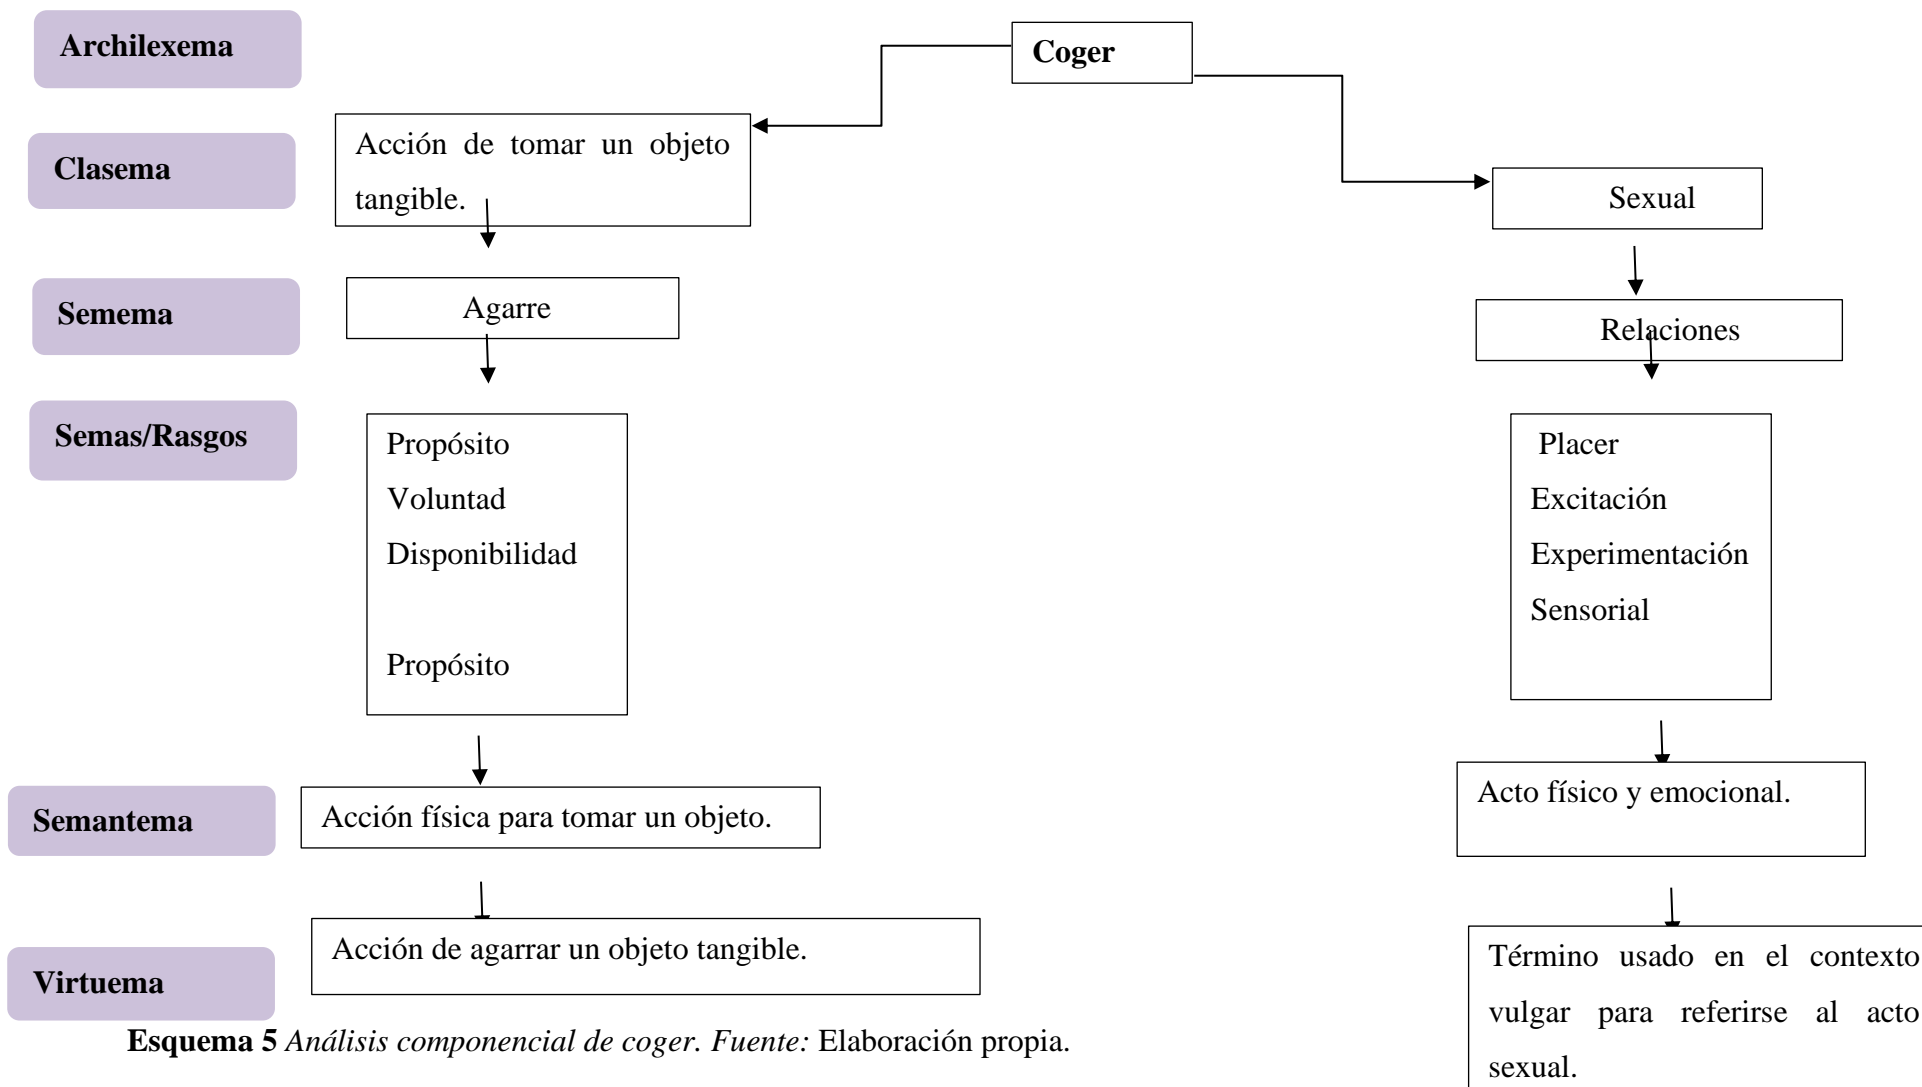 Archilexema
Coger
Clasema
Acción de tomar un objeto
tangible.
Sexual
Semema
Agarre
Relaciones
Semas/Rasgos
Propósito
Voluntad
Disponibilidad
Propósito
Placer
Excitación
Experimentación
Sensorial
Semantema
Acción física para tomar un objeto.
Acto físico y emocional.
Virtuema
Acción de agarrar un objeto tangible.
Término usado en el contexto
vulgar para referirse al acto
sexual.
Esquema 5 Análisis componencial de coger. Fuente: Elaboración propia.